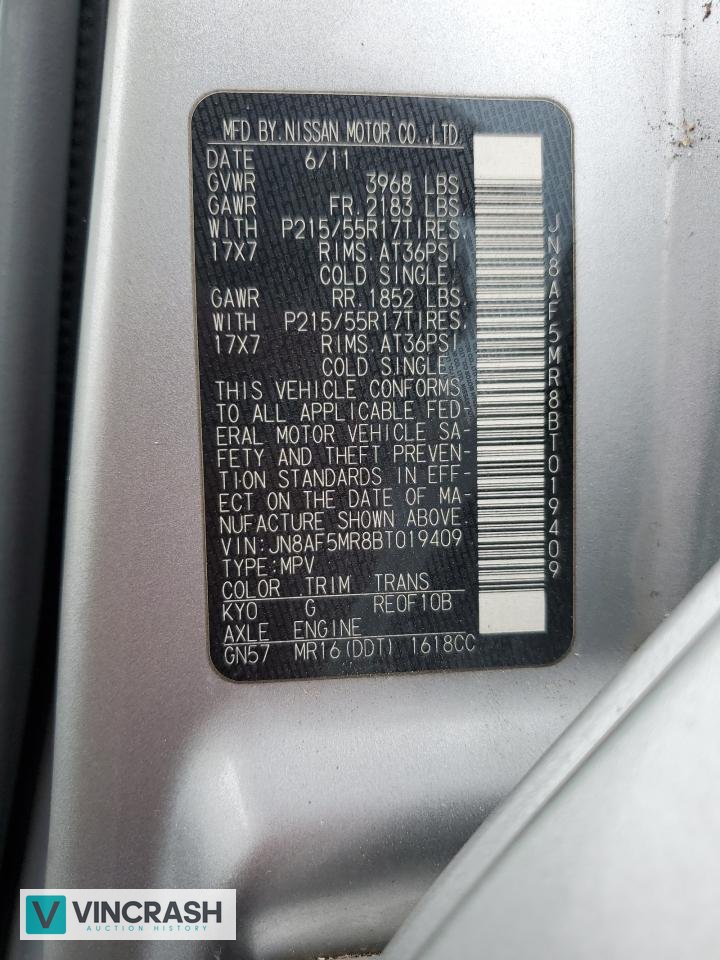 MFD BY.NISSAN MOTOR CO.,LTD.
DATE 6/11
GVWR 3968 LBS.
GAWR FR.2183 LBS.
WITH P215/55R17TIRES,
17X7 RIMS.AT36PSI
COLD SINGLE.
GAWR RR.1852 LBS.
WITH P215/55R17TIRES,
17X7 RIMS.AT36PSI
COLD SINGLE.
THIS VEHICLE CONFORMS
TO ALL APPLICABLE FED-
ERAL MOTOR VEHICLE SA-
FETY AND THEFT PREVEN-
TION STANDARDS IN EFF-
ECT ON THE DATE OF MA-
NUFACTURE SHOWN ABOVE.
VIN:JN8AF5MR8BT019409
TYPE:MPV
COLOR TRIM TRANS
KYO G RE0F10B
AXLE ENGINE
GN57 MR16(DDT) 1618CC
JN8AF5MR8BT019409
V VINCRASH
AUCTION HISTORY